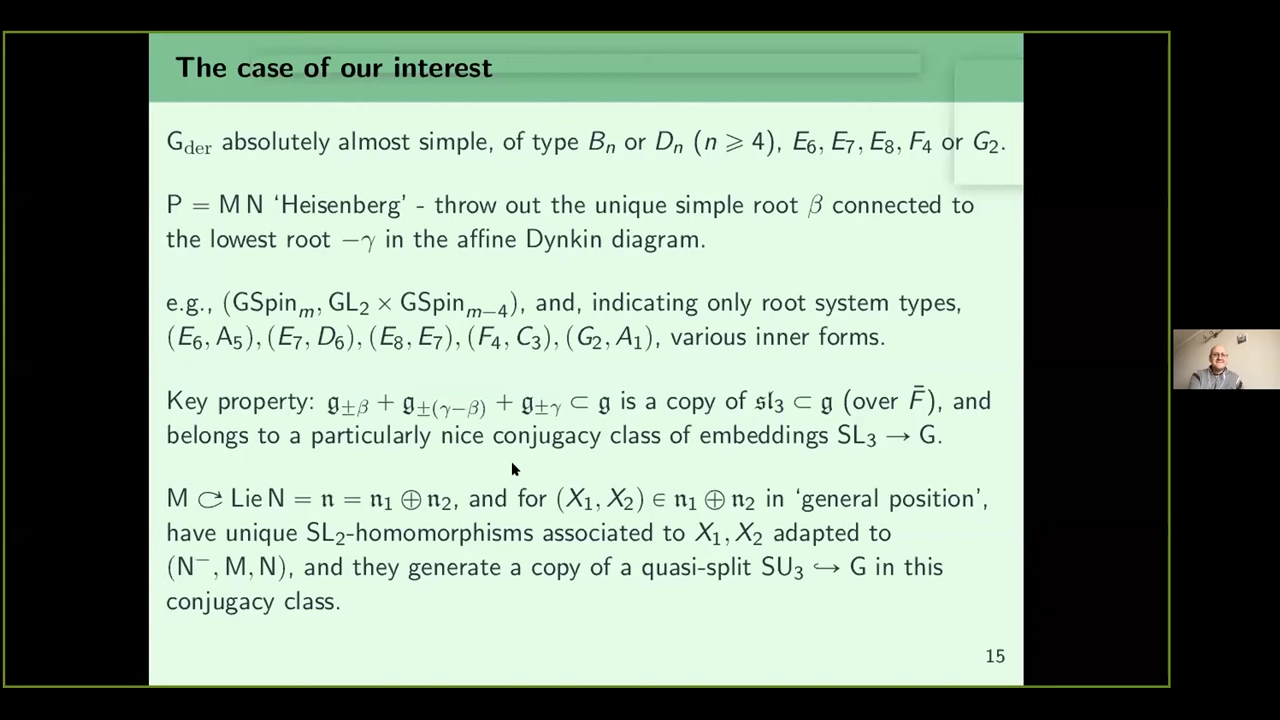 The case of our interest
G_der absolutely almost simple, of type B_n or D_n (n ⩾ 4), E_6, E_7, E_8, F_4 or G_2.
P = M N ‘Heisenberg’ - throw out the unique simple root β connected to
the lowest root −γ in the affine Dynkin diagram.
e.g., (GSpin_m, GL_2 × GSpin_{m−4}), and, indicating only root system types,
(E_6, A_5), (E_7, D_6), (E_8, E_7), (F_4, C_3), (G_2, A_1), various inner forms.
Key property: 𝔤_{±β} + 𝔤_{±(γ−β)} + 𝔤_{±γ} ⊂ 𝔤 is a copy of 𝔰𝔩_3 ⊂ 𝔤 (over F̄), and
belongs to a particularly nice conjugacy class of embeddings SL_3 → G.
M ⟳ Lie N = 𝔫 = 𝔫_1 ⊕ 𝔫_2, and for (X_1, X_2) ∈ 𝔫_1 ⊕ 𝔫_2 in ‘general position’,
have unique SL_2-homomorphisms associated to X_1, X_2 adapted to
(N⁻, M, N), and they generate a copy of a quasi-split SU_3 ↪ G in this
conjugacy class.
15